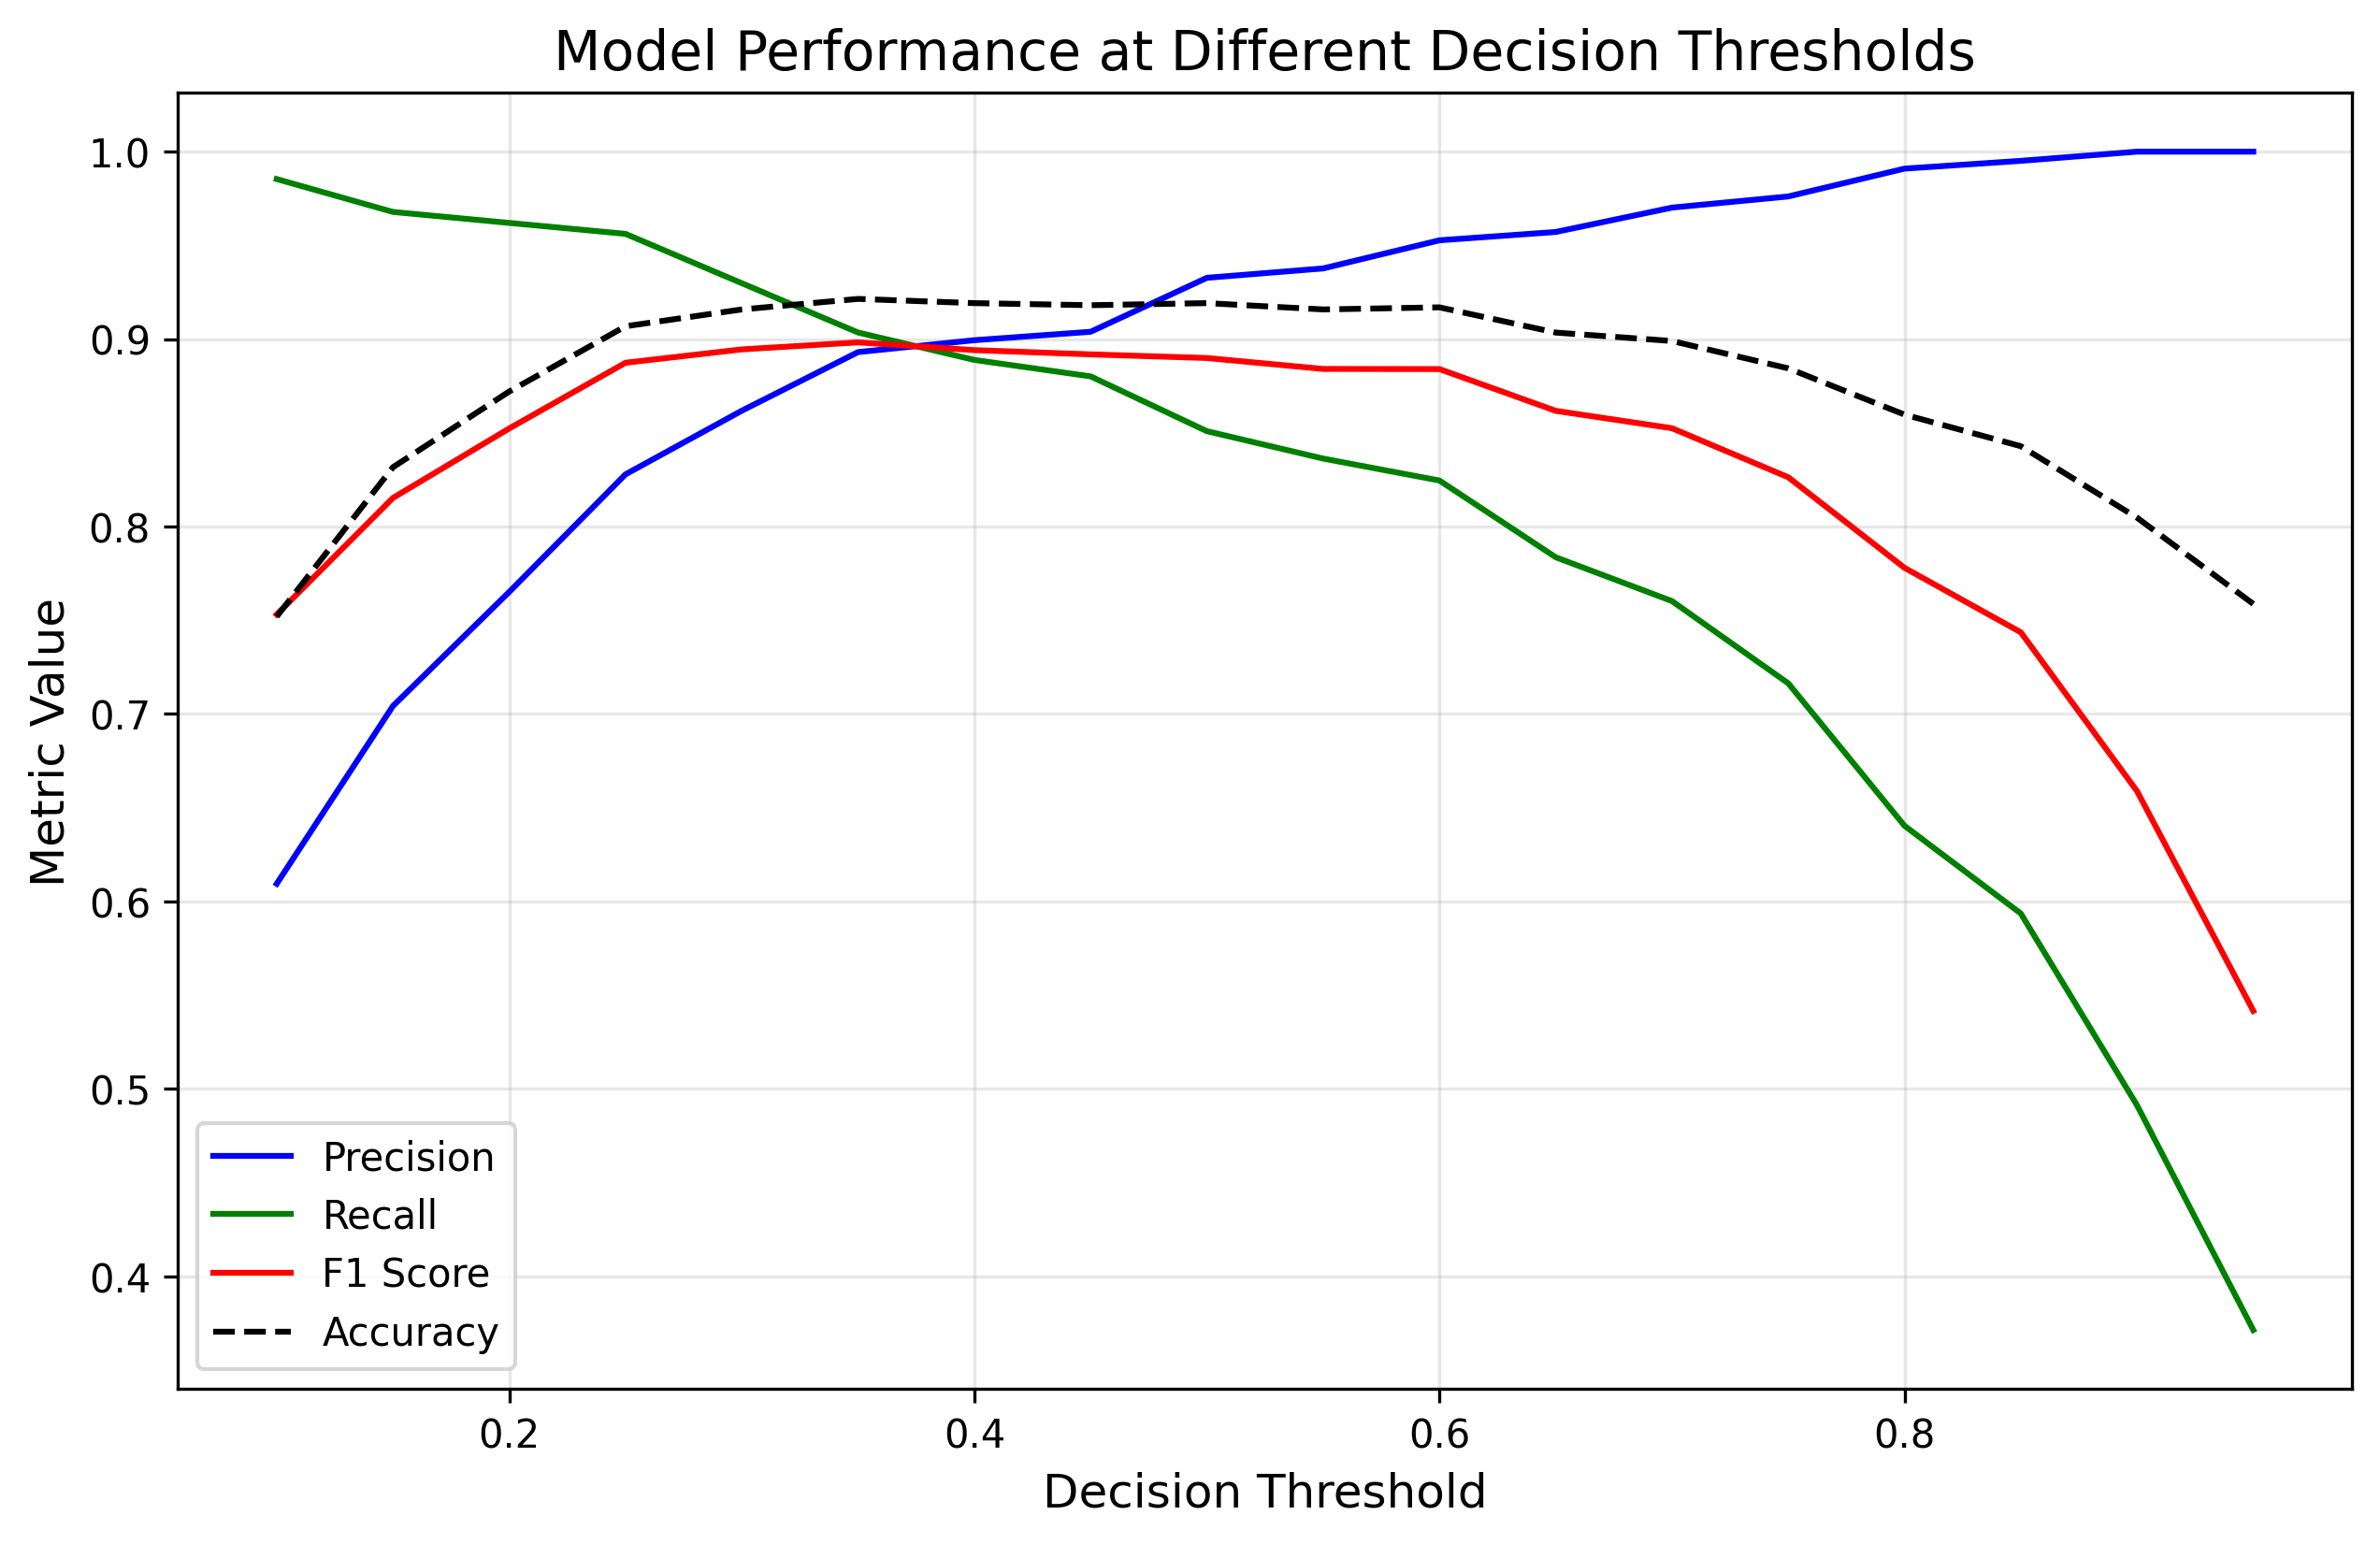 Model Performance at Different Decision Thresholds
1.0
0.9
0.8
0.7
0.6
0.5
0.4
Metric Value
Precision
Recall
F1 Score
Accuracy
0.2 0.4 0.6 0.8
Decision Threshold